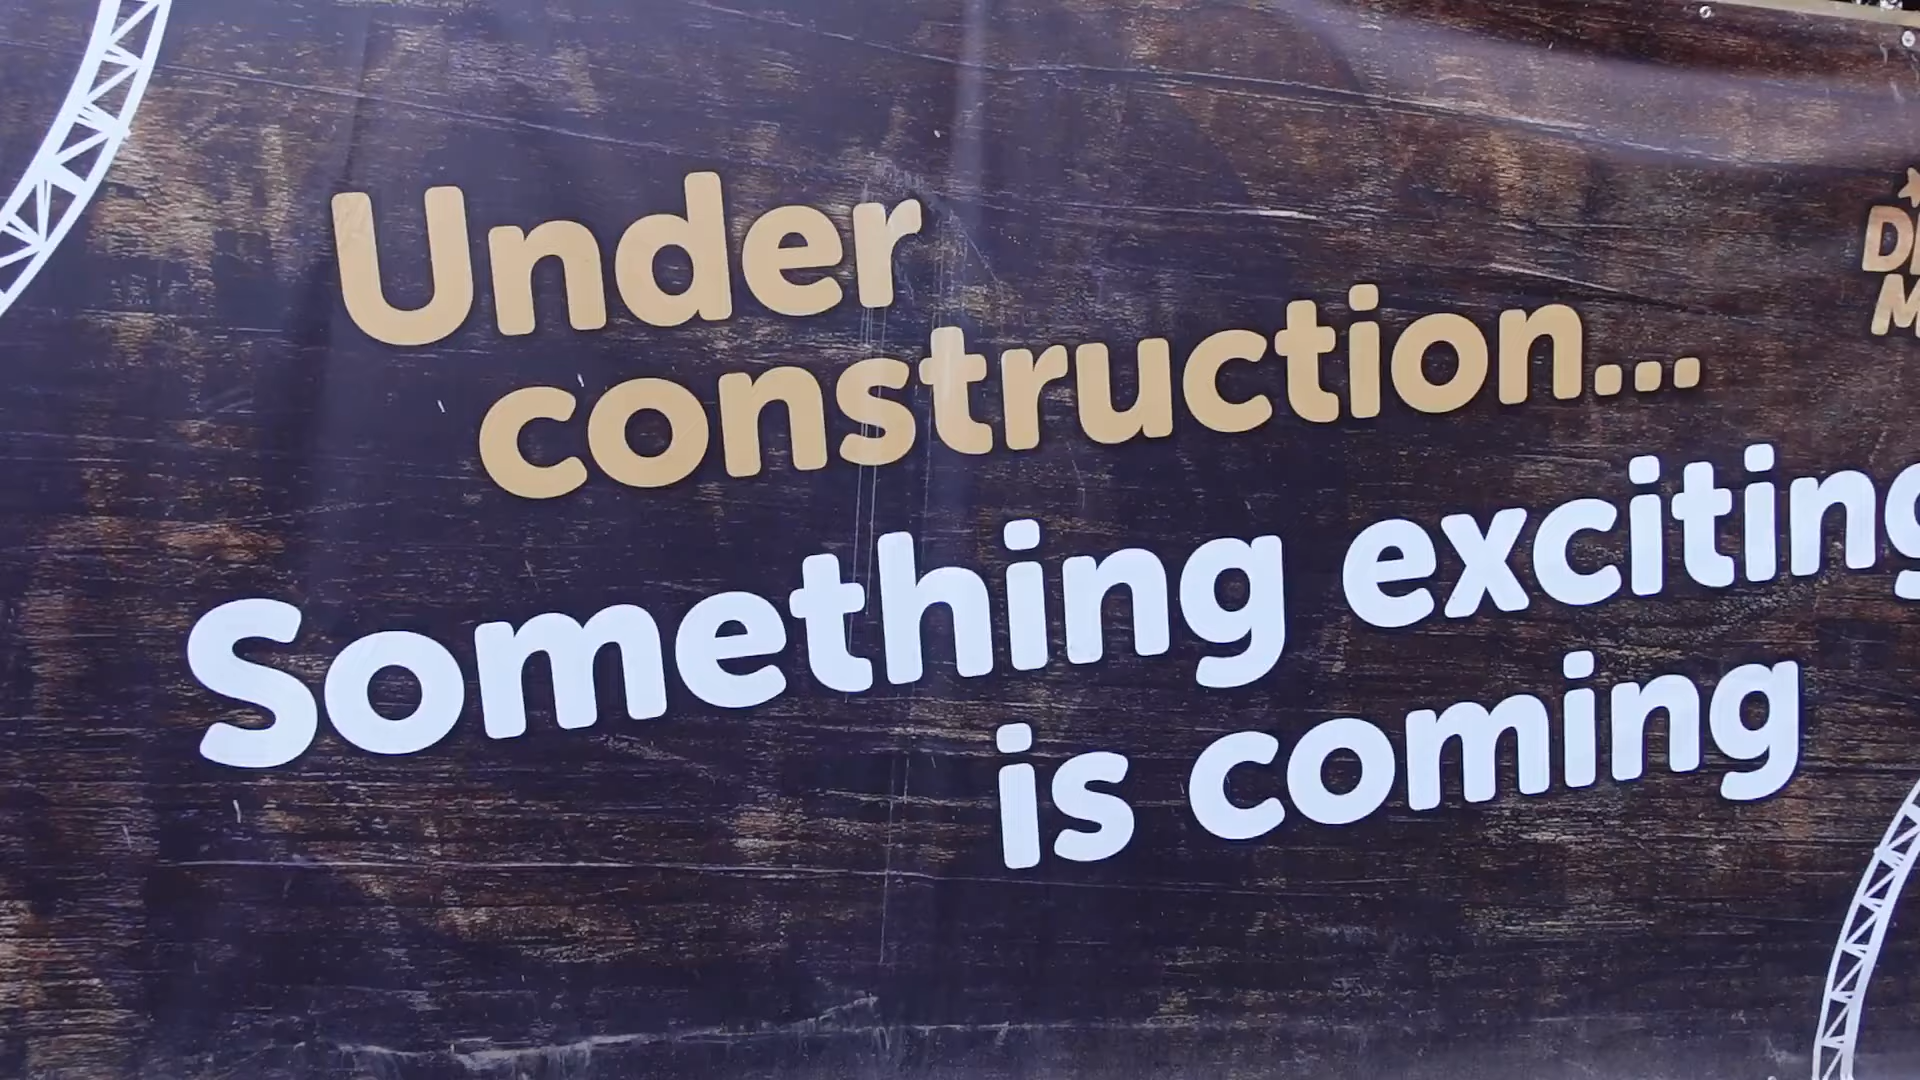 Under
construction...
Something exciting
is coming